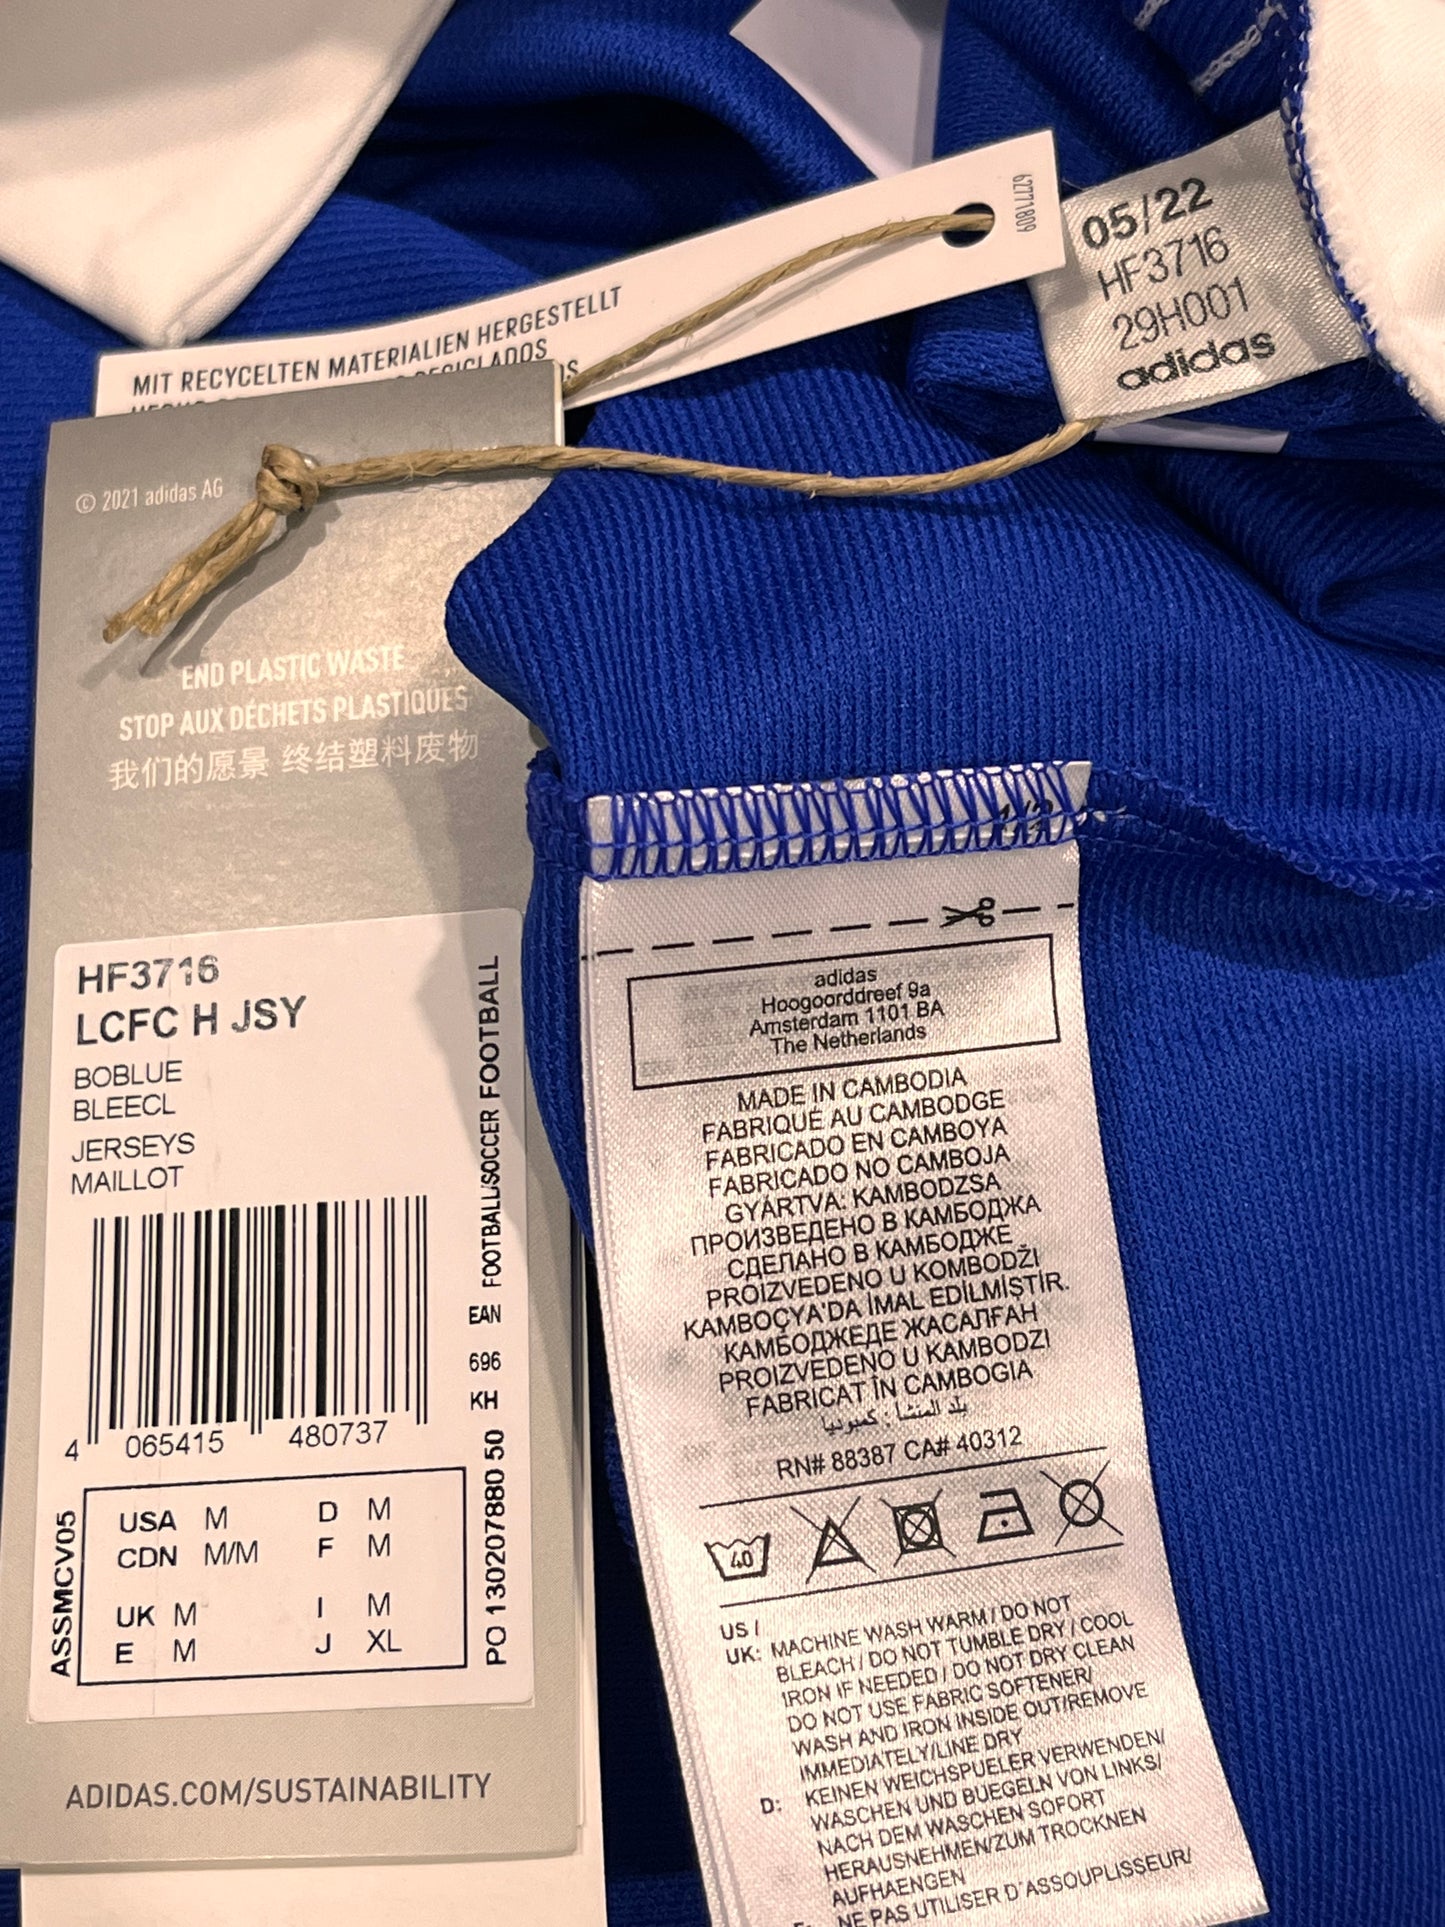 62771809
MIT RECYCELTEN MATERIALIEN HERGESTELLT
05/22
HF3716
29H001
adidas
© 2021 adidas AG
END PLASTIC WASTE
STOP AUX DÉCHETS PLASTIQUES
我们的愿景 终结塑料废物
HF3716
LCFC H JSY
BOBLUE
BLEECL
JERSEYS
MAILLOT
FOOTBALL/SOCCER FOOTBALL
EAN
696
KH
PO 130207880 50
4 065415 480737
ASSMCV05
USA M D M
CDN M/M F M
UK M I M
E M J XL
ADIDAS.COM/SUSTAINABILITY
adidas
Hoogoorddreef 9a
Amsterdam 1101 BA
The Netherlands
MADE IN CAMBODIA
FABRIQUÉ AU CAMBODGE
FABRICADO EN CAMBOYA
FABRICADO NO CAMBOJA
GYÁRTVA: KAMBODZSA
ПРОИЗВЕДЕНО В КАМБОДЖА
СДЕЛАНО В КАМБОДЖЕ
PROIZVEDENO U KOMBODŽI
KAMBOÇYA'DA İMAL EDİLMİŞTİR.
КАМБОДЖЕДЕ ЖАСАЛҒАН
PROIZVEDENO U KAMBODZI
FABRICAT ÎN CAMBOGIA
بلد المنشأ : كمبوديا
RN# 88387 CA# 40312
40
US /
UK: MACHINE WASH WARM / DO NOT
BLEACH / DO NOT TUMBLE DRY / COOL
IRON IF NEEDED / DO NOT DRY CLEAN
DO NOT USE FABRIC SOFTENER/
WASH AND IRON INSIDE OUT/REMOVE
IMMEDIATELY/LINE DRY
D: KEINEN WEICHSPUELER VERWENDEN/
WASCHEN UND BUEGELN VON LINKS/
NACH DEM WASCHEN SOFORT
HERAUSNEHMEN/ZUM TROCKNEN
AUFHAENGEN
NE PAS UTILISER D'ASSOUPLISSEUR/